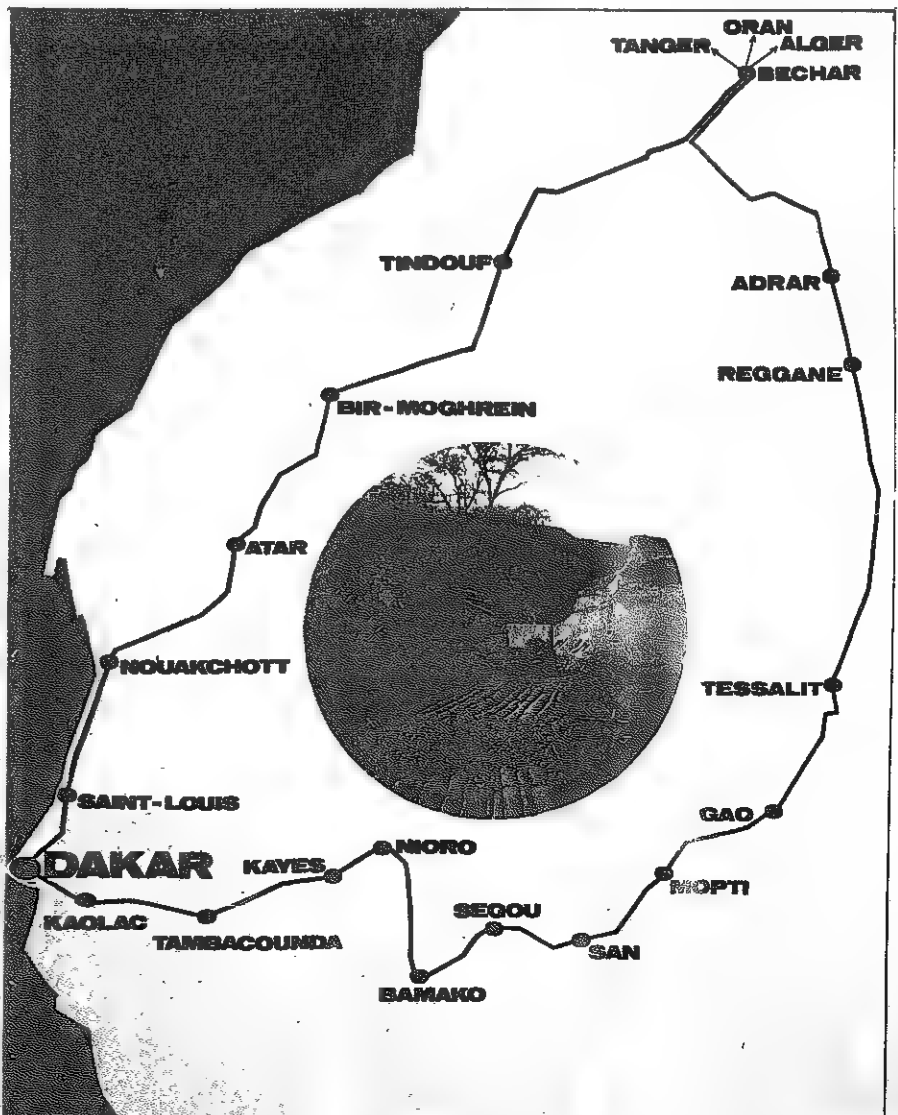 ORAN
TANGER
ALGER
BECHAR
TINDOUF
ADRAR
REGGANE
BIR-MOGHREIN
ATAR
NOUAKCHOTT
TESSALIT
SAINT-LOUIS
GAO
DAKAR
NIORO
KAYES
MOPTI
KAOLAC
SEGOU
TAMBACOUNDA
SAN
BAMAKO